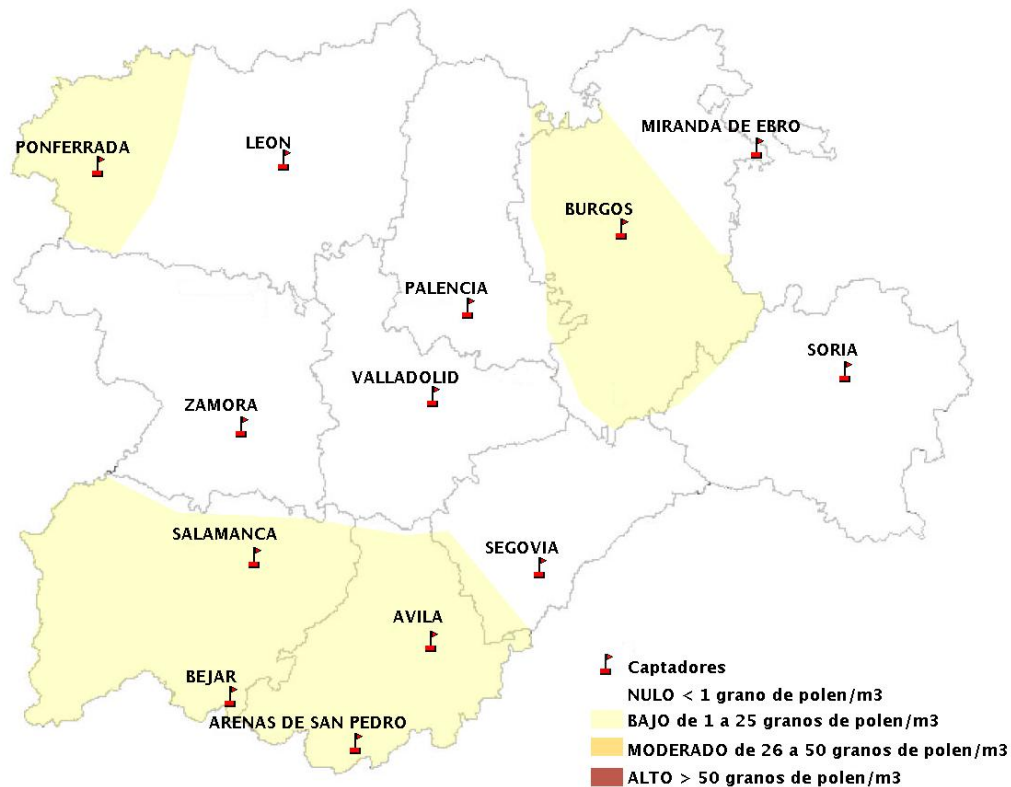 MIRANDA DE EBRO
PONFERRADA
LEON
BURGOS
PALENCIA
SORIA
VALLADOLID
ZAMORA
SALAMANCA
SEGOVIA
AVILA
BEJAR
ARENAS DE SAN PEDRO
Captadores
NULO < 1 grano de polen/m3
BAJO de 1 a 25 granos de polen/m3
MODERADO de 26 a 50 granos de polen/m3
ALTO > 50 granos de polen/m3